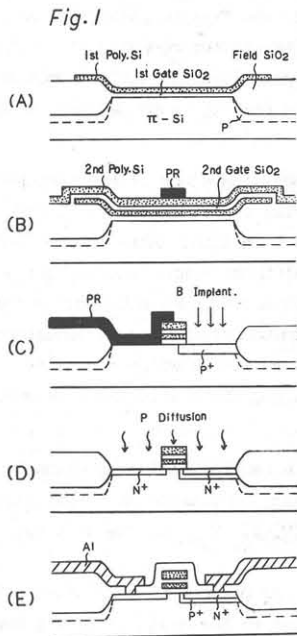 Fig. 1
1st Poly.Si
Field SiO2
1st Gate SiO2
(A)
π-Si
P
2nd Poly.Si
PR
2nd Gate SiO2
(B)
PR
B Implant.
(C)
P+
P Diffusion
(D)
N+
N+
Al
(E)
P+
N+